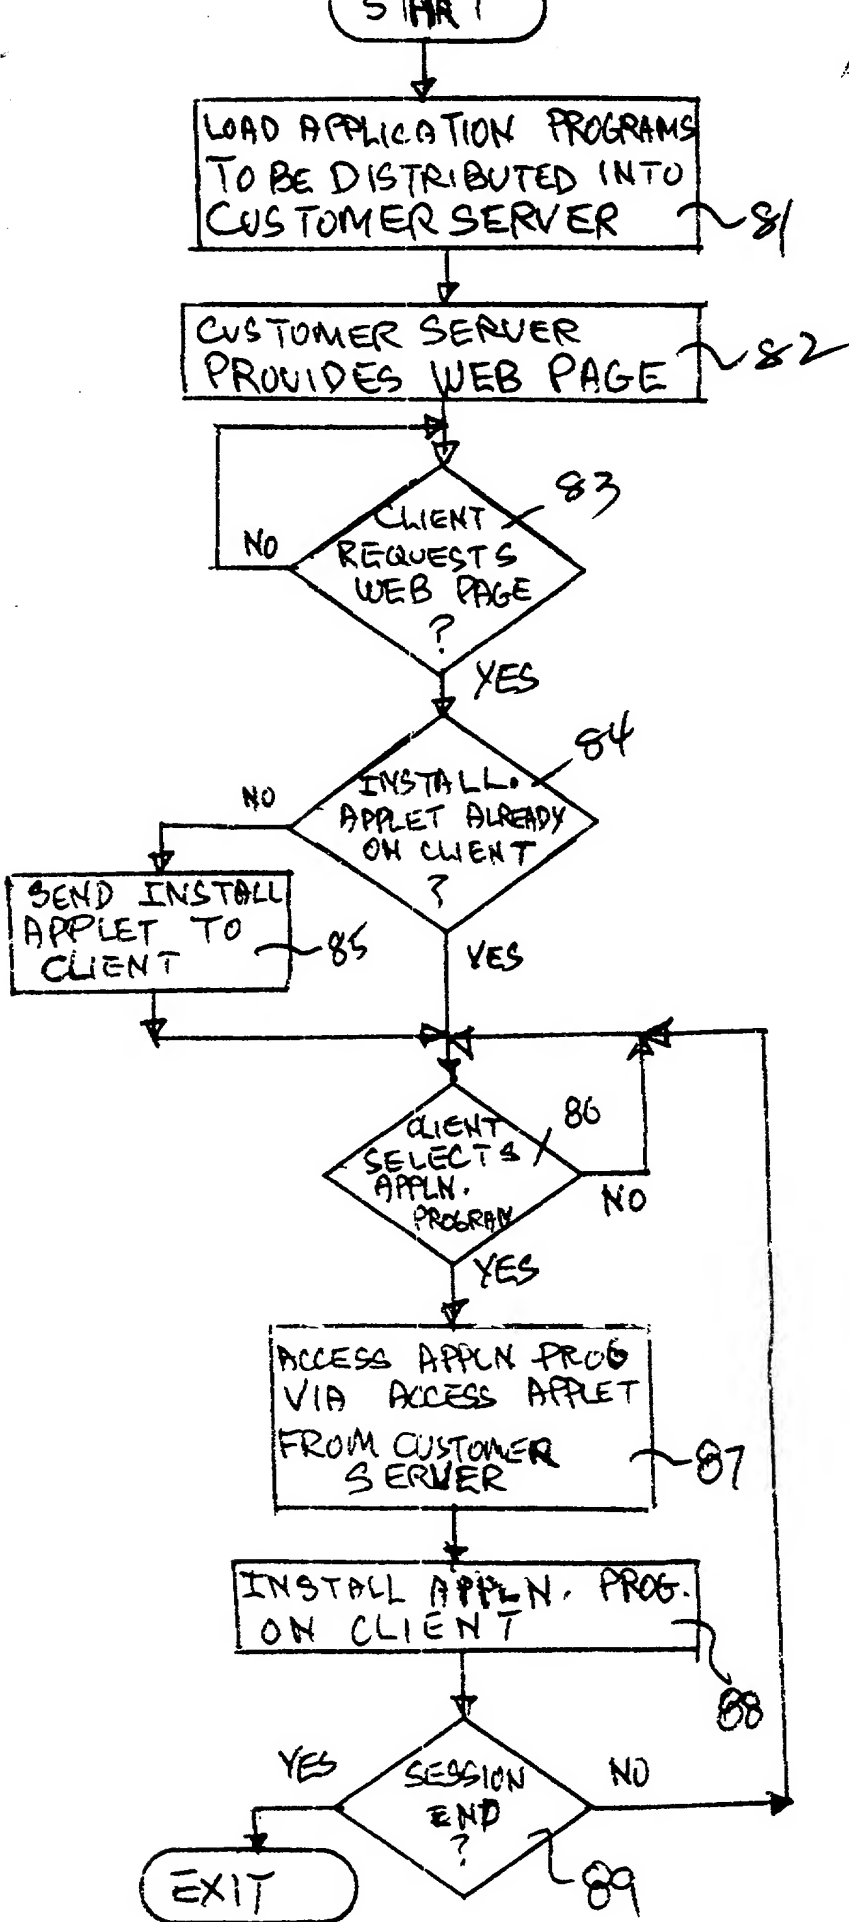 START
LOAD APPLICATION PROGRAMS
TO BE DISTRIBUTED INTO
CUSTOMER SERVER
81
CUSTOMER SERVER
PROVIDES WEB PAGE
82
83
CLIENT
REQUESTS
WEB PAGE
?
NO
YES
84
INSTALL.
APPLET ALREADY
ON CLIENT
?
NO
YES
SEND INSTALL
APPLET TO
CLIENT
85
86
CLIENT
SELECTS
APPLN.
PROGRAM
NO
YES
ACCESS APPLN PROG
VIA ACCESS APPLET
FROM CUSTOMER
SERVER
87
INSTALL APPLN. PROG.
ON CLIENT
88
SESSION
END
?
YES
NO
89
EXIT